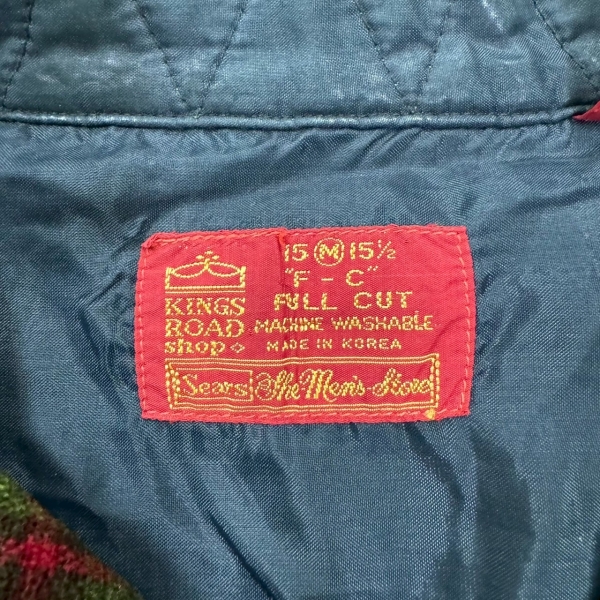 15 M 15½
"F - C"
FULL CUT
MACHINE WASHABLE
MADE IN KOREA
KINGS
ROAD
shop
Sears The Men's Store